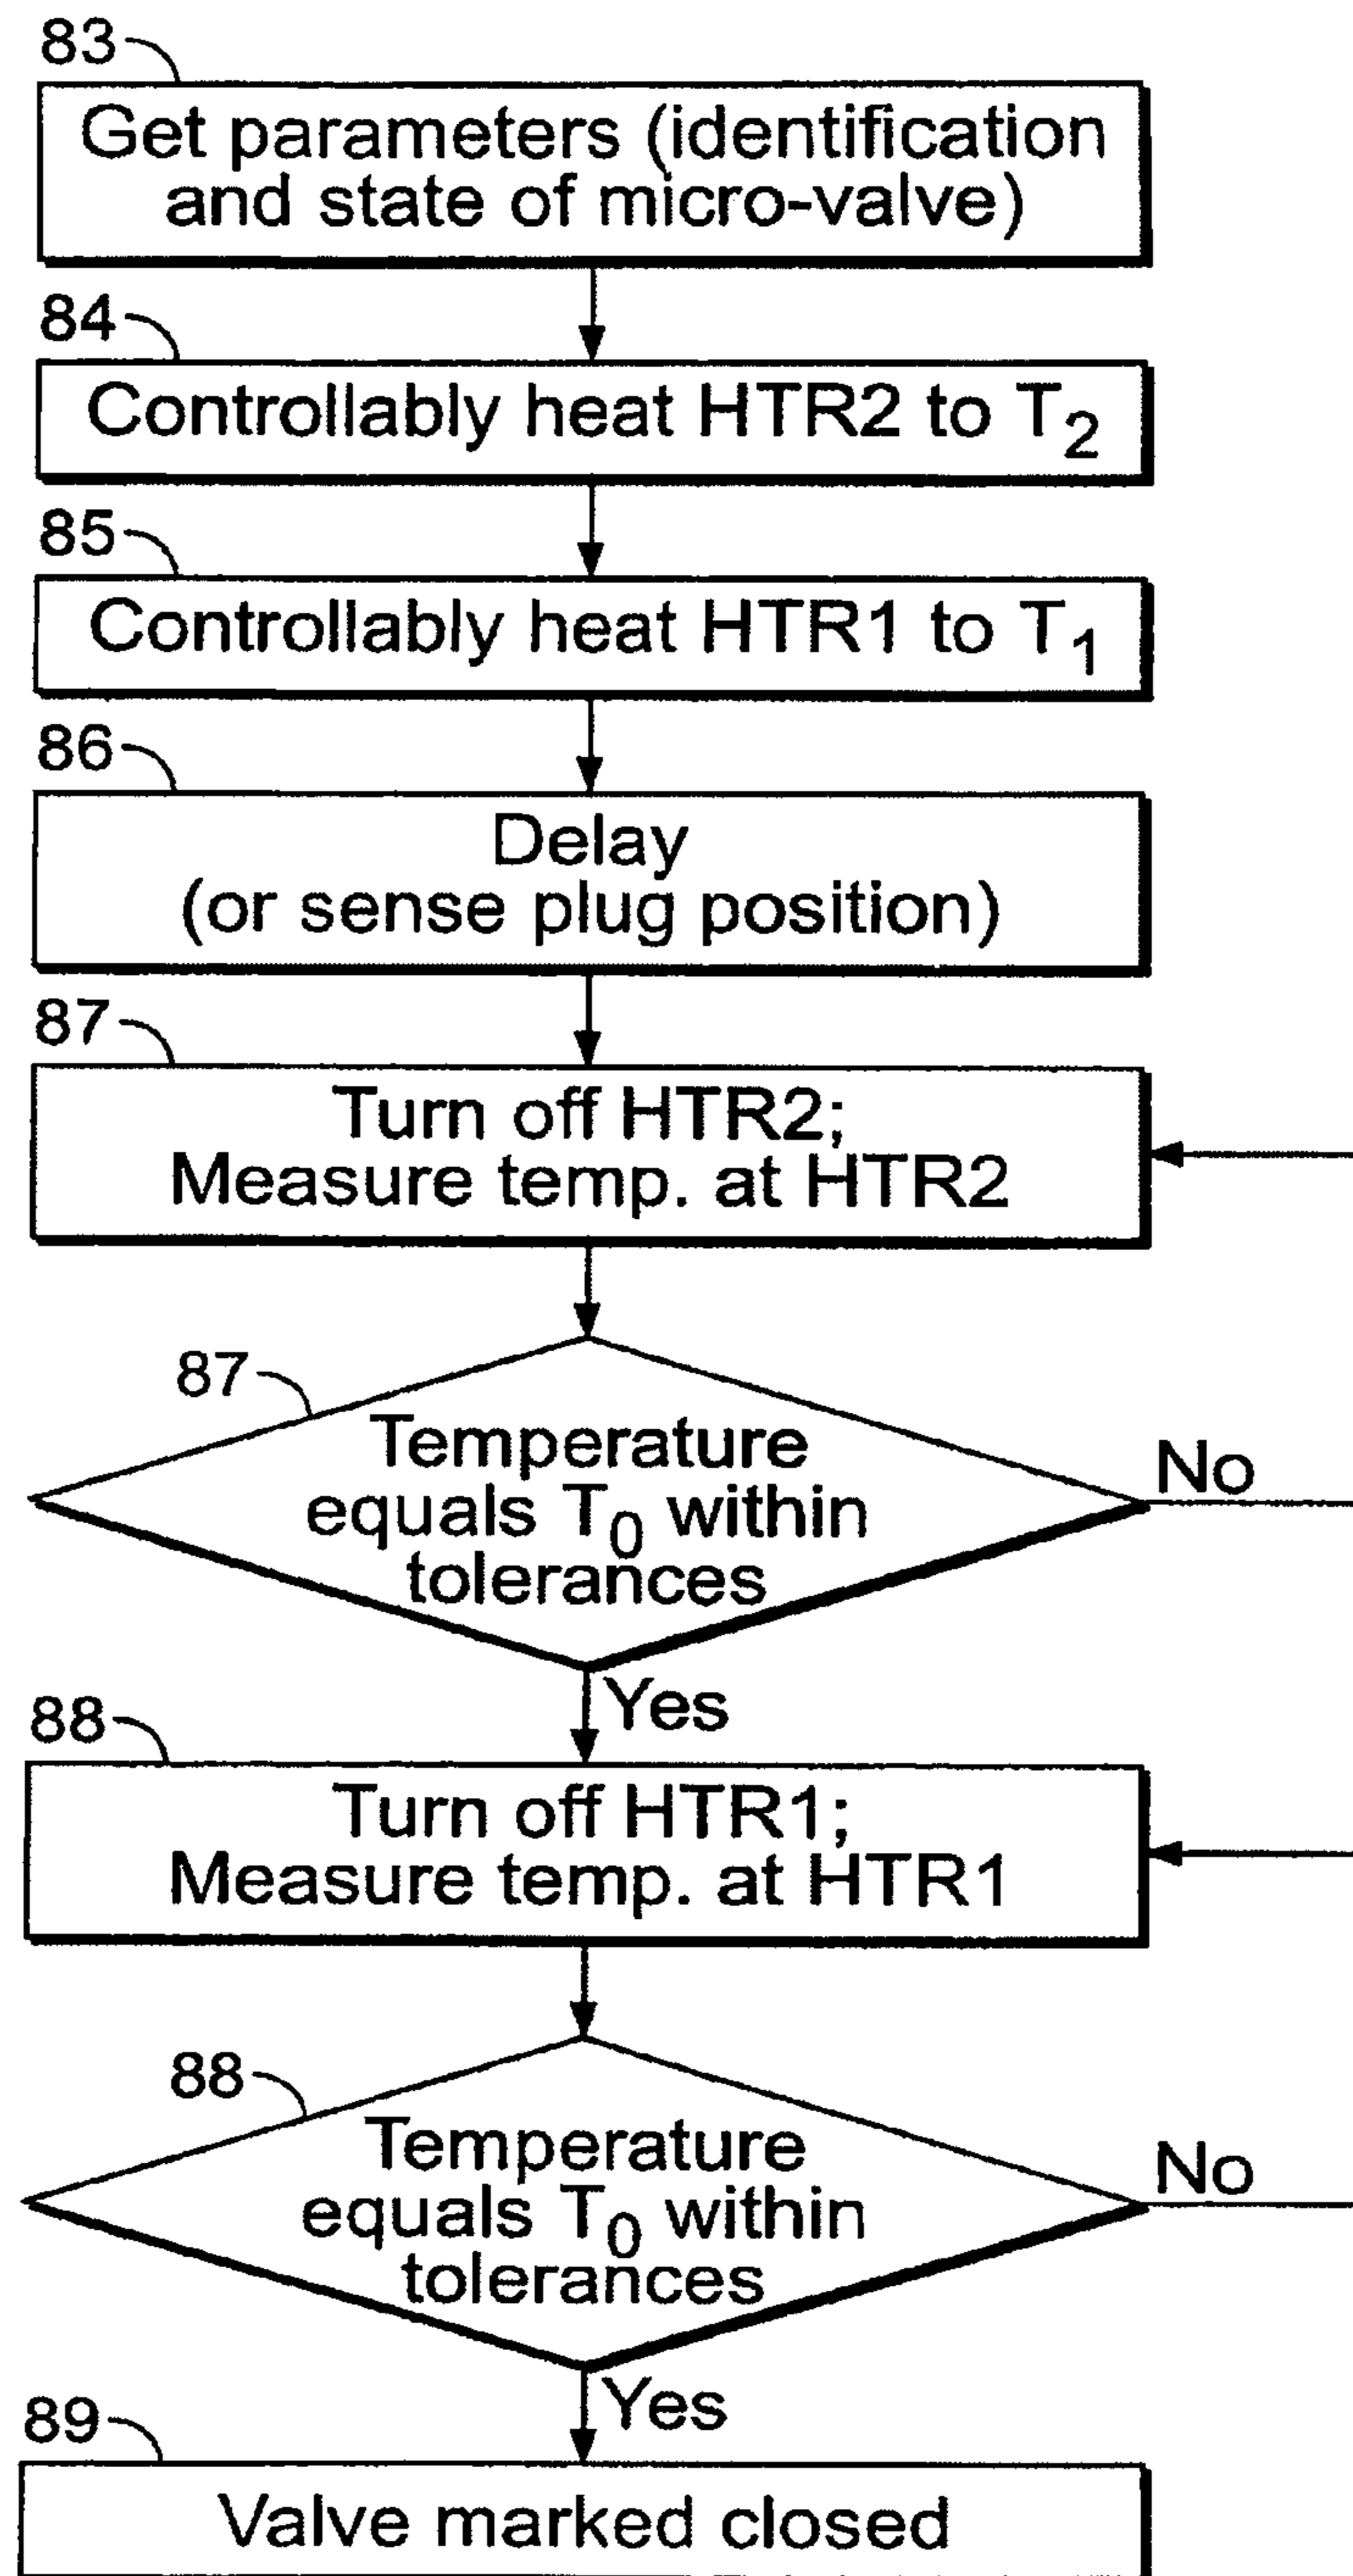 83
Get parameters (identification
and state of micro-valve)
84
Controllably heat HTR2 to T2
85
Controllably heat HTR1 to T1
86
Delay
(or sense plug position)
87
Turn off HTR2;
Measure temp. at HTR2
87
Temperature
equals T0 within
tolerances
No
Yes
88
Turn off HTR1;
Measure temp. at HTR1
88
Temperature
equals T0 within
tolerances
No
Yes
89
Valve marked closed